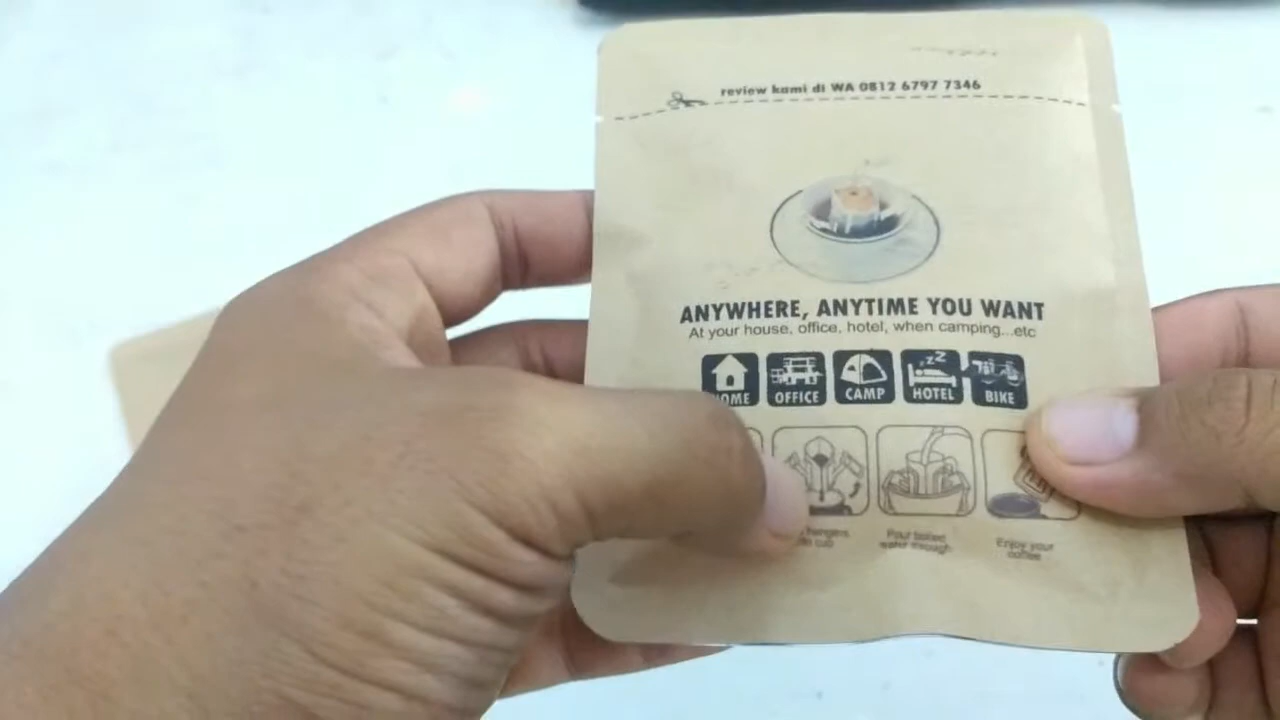 review kami di WA 0812 6797 7346
ANYWHERE, ANYTIME YOU WANT
At your house, office, hotel, when camping...etc
HOME OFFICE CAMP HOTEL BIKE
Pour boiled Enjoy your
water through coffee